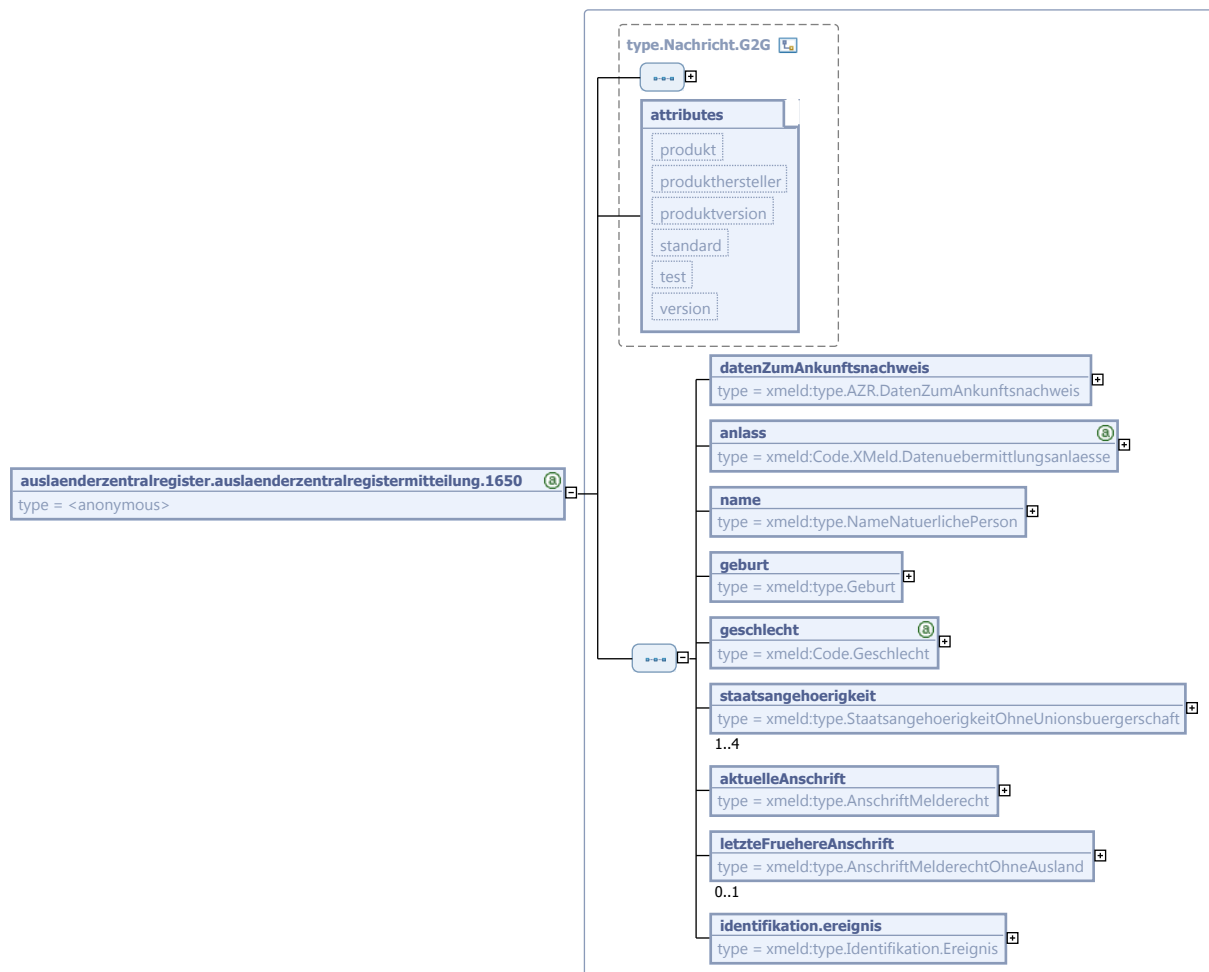 type.Nachricht.G2G
attributes
produkt
produkthersteller
produktversion
standard
test
version
auslaenderzentralregister.auslaenderzentralregistermitteilung.1650
type = <anonymous>
datenZumAnkunftsnachweis
type = xmeld:type.AZR.DatenZumAnkunftsnachweis
anlass
type = xmeld:Code.XMeld.Datenuebermittlungsanlaesse
name
type = xmeld:type.NameNatuerlichePerson
geburt
type = xmeld:type.Geburt
geschlecht
type = xmeld:Code.Geschlecht
staatsangehoerigkeit
type = xmeld:type.StaatsangehoerigkeitOhneUnionsbuergerschaft
1..4
aktuelleAnschrift
type = xmeld:type.AnschriftMelderecht
letzteFruehereAnschrift
type = xmeld:type.AnschriftMelderechtOhneAusland
0..1
identifikation.ereignis
type = xmeld:type.Identifikation.Ereignis